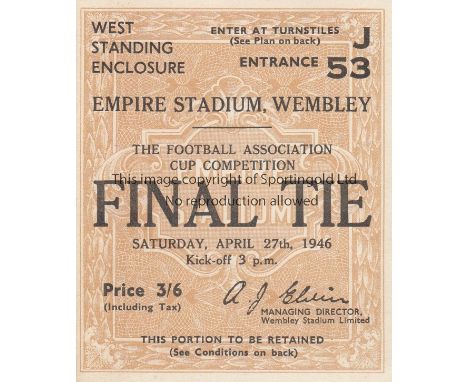 WEST
STANDING
ENCLOSURE
ENTER AT TURNSTILES
(See Plan on back)
J
ENTRANCE 53
EMPIRE STADIUM, WEMBLEY
THE FOOTBALL ASSOCIATION
CUP COMPETITION
This image copyright of Sportingold Ltd
FINAL TIE
No reproduction allowed
SATURDAY, APRIL 27th, 1946
Kick-off 3 p.m.
Price 3/6
(Including Tax)
A. J. Elvin
MANAGING DIRECTOR,
Wembley Stadium Limited
THIS PORTION TO BE RETAINED
(See Conditions on back)